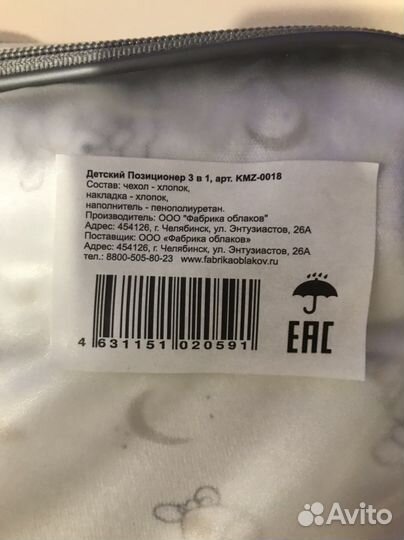 Детский Позиционер 3 в 1, арт. KMZ-0018
Состав: чехол - хлопок,
накладка - хлопок,
наполнитель - пенополиуретан.
Производитель: ООО "Фабрика облаков"
Адрес: 454126, г. Челябинск, ул. Энтузиастов, 26А
Поставщик: ООО «Фабрика облаков»
Адрес: 454126, г. Челябинск, ул. Энтузиастов, 26А
тел.: 8800-505-80-23 www.fabrikaoblakov.ru
4 631151 020591
EAC
Avito